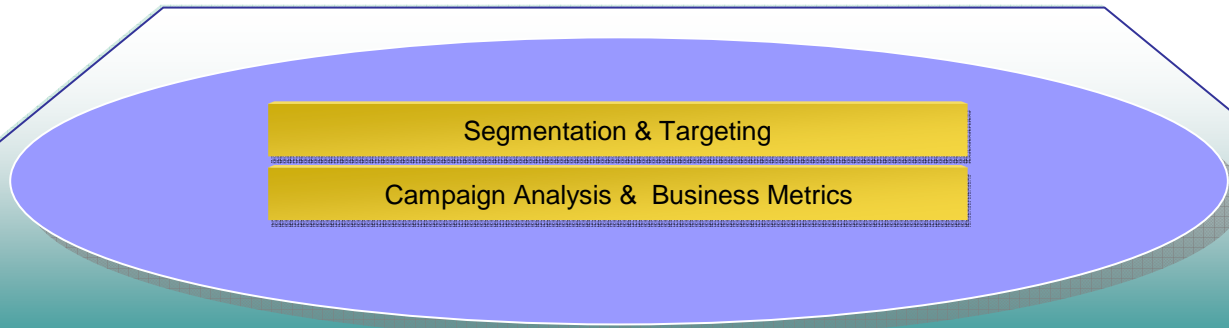 Segmentation & Targeting
Campaign Analysis &  Business Metrics